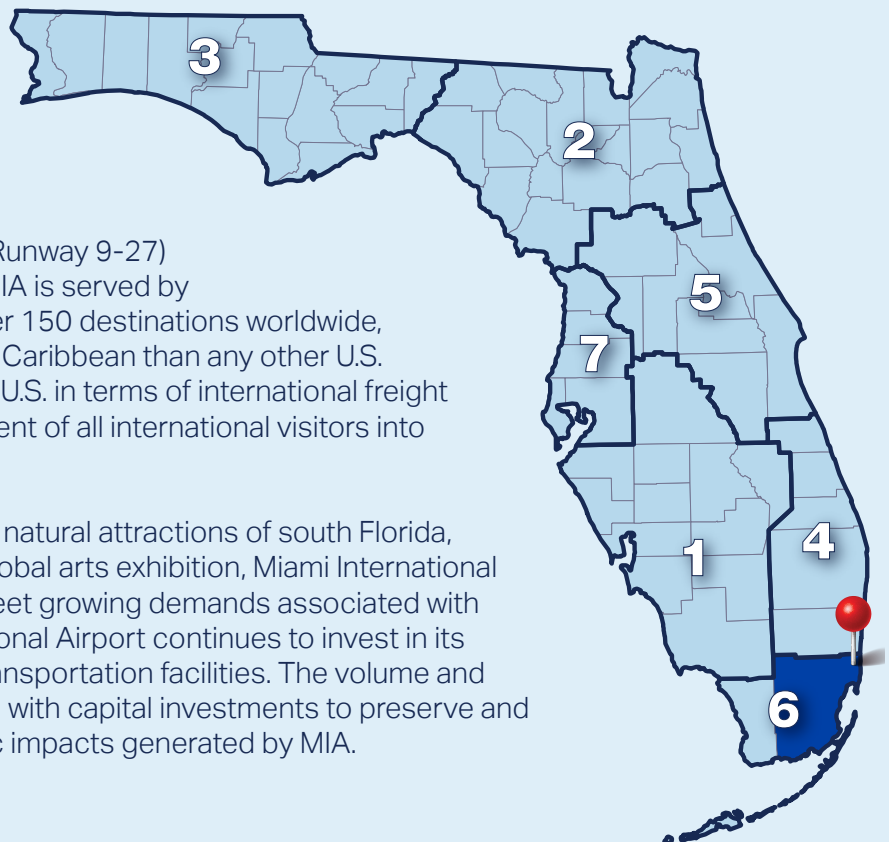 3
2
Runway 9-27)
IA is served by
er 150 destinations worldwide,
5
Caribbean than any other U.S.
7
U.S. in terms of international freight
ent of all international visitors into
natural attractions of south Florida,
4
obal arts exhibition, Miami International
1
eet growing demands associated with
onal Airport continues to invest in its
ansportation facilities. The volume and
6
with capital investments to preserve and
c impacts generated by MIA.